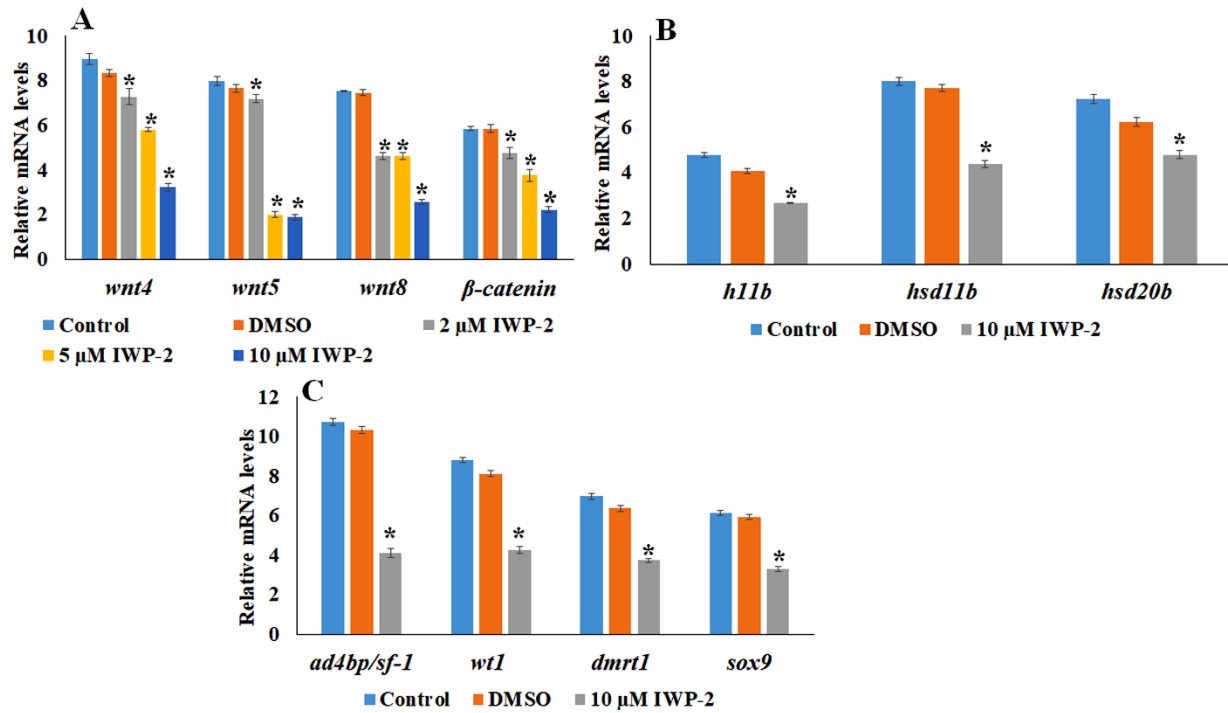 A
Relative mRNA levels
10
8
6
4
2
0
* * * * * * * * * * *
wnt4 wnt5 wnt8 β-catenin
Control DMSO 2 μM IWP-2
5 μM IWP-2 10 μM IWP-2
B
Relative mRNA levels
10
8
6
4
2
0
* * *
h11b hsd11b hsd20b
Control DMSO 10 μM IWP-2
C
Relative mRNA levels
12
10
8
6
4
2
0
* * * *
ad4bp/sf-1 wt1 dmrt1 sox9
Control DMSO 10 μM IWP-2